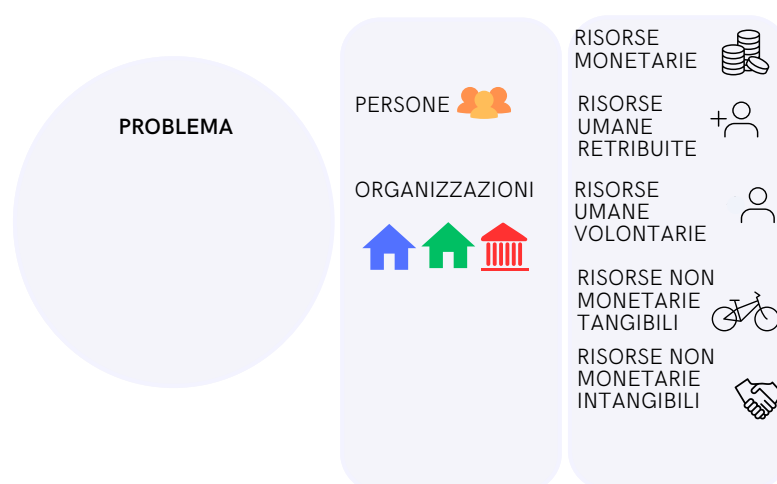 PROBLEMA
PERSONE
ORGANIZZAZIONI
RISORSE
MONETARIE
RISORSE
UMANE
RETRIBUITE
RISORSE
UMANE
VOLONTARIE
RISORSE NON
MONETARIE
TANGIBILI
RISORSE NON
MONETARIE
INTANGIBILI